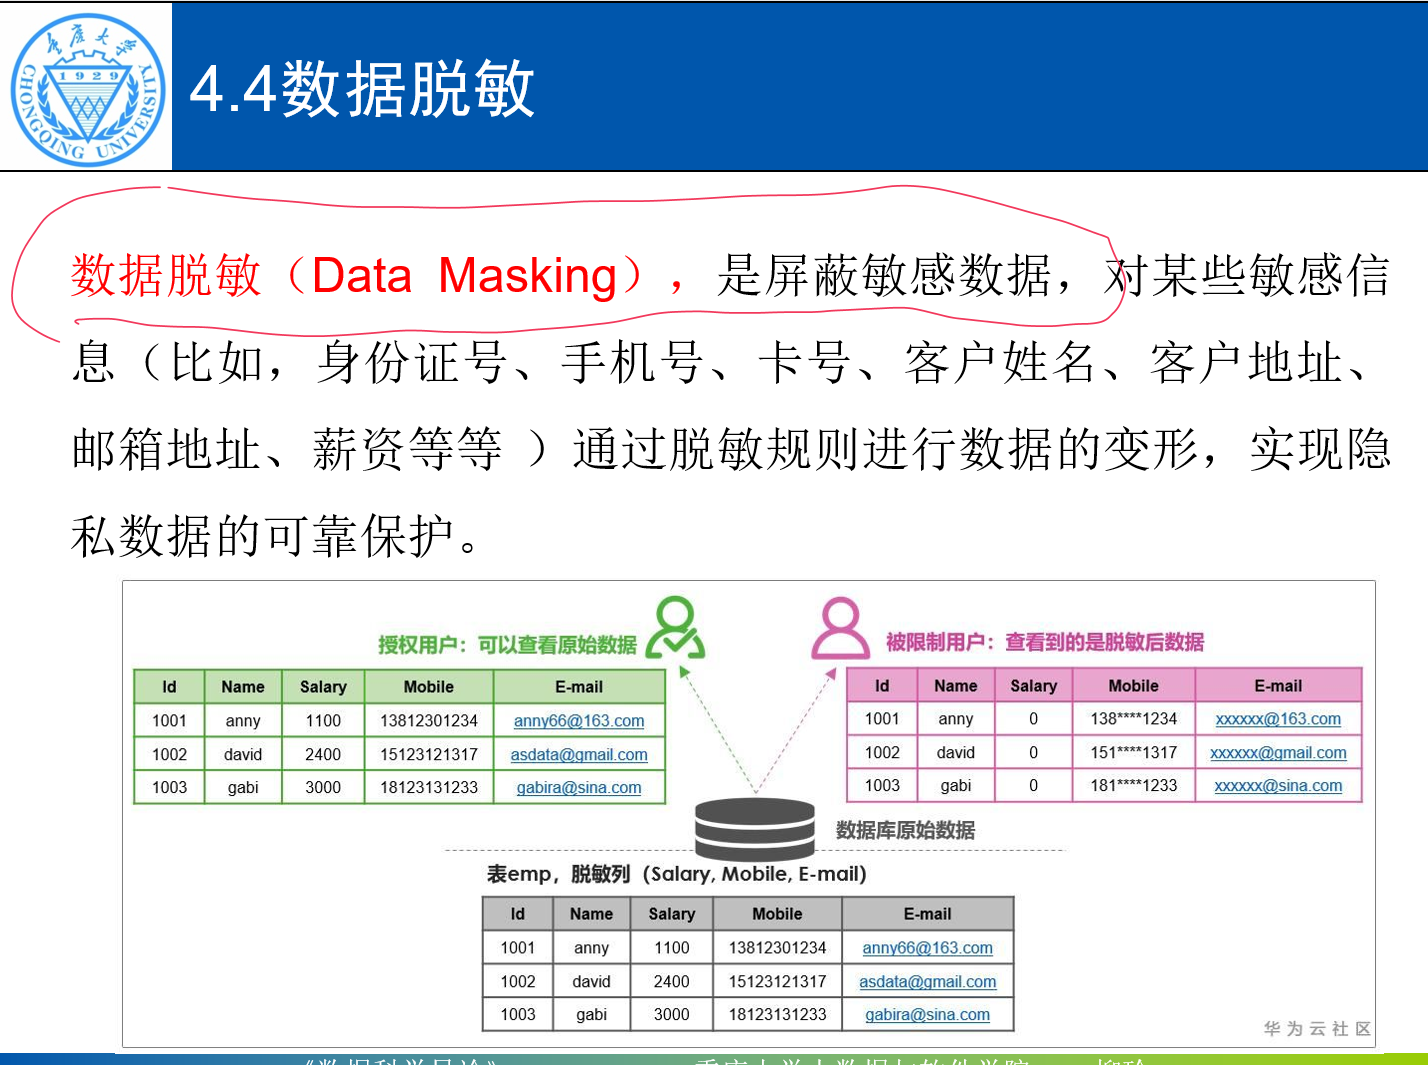 重庆大学
1929
CHONGQING UNIVERSITY
4.4数据脱敏
数据脱敏（Data Masking），是屏蔽敏感数据，对某些敏感信
息（比如，身份证号、手机号、卡号、客户姓名、客户地址、
邮箱地址、薪资等等 ）通过脱敏规则进行数据的变形，实现隐
私数据的可靠保护。
授权用户：可以查看原始数据
Id Name Salary Mobile E-mail
1001 anny 1100 13812301234 anny66@163.com
1002 david 2400 15123121317 asdata@gmail.com
1003 gabi 3000 18123131233 gabira@sina.com
被限制用户：查看到的是脱敏后数据
Id Name Salary Mobile E-mail
1001 anny 0 138****1234 xxxxxx@163.com
1002 david 0 151****1317 xxxxxx@gmail.com
1003 gabi 0 181****1233 xxxxxx@sina.com
数据库原始数据
表emp，脱敏列（Salary, Mobile, E-mail）
Id Name Salary Mobile E-mail
1001 anny 1100 13812301234 anny66@163.com
1002 david 2400 15123121317 asdata@gmail.com
1003 gabi 3000 18123131233 gabira@sina.com
华为云社区